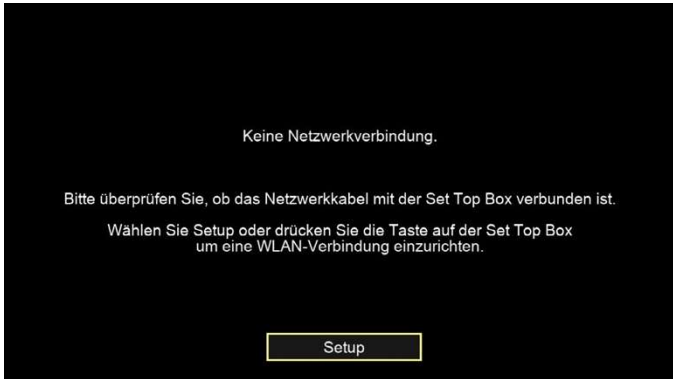 Keine Netzwerkverbindung.
Bitte überprüfen Sie, ob das Netzwerkkabel mit der Set Top Box verbunden ist.
Wählen Sie Setup oder drücken Sie die Taste auf der Set Top Box
um eine WLAN-Verbindung einzurichten.
Setup